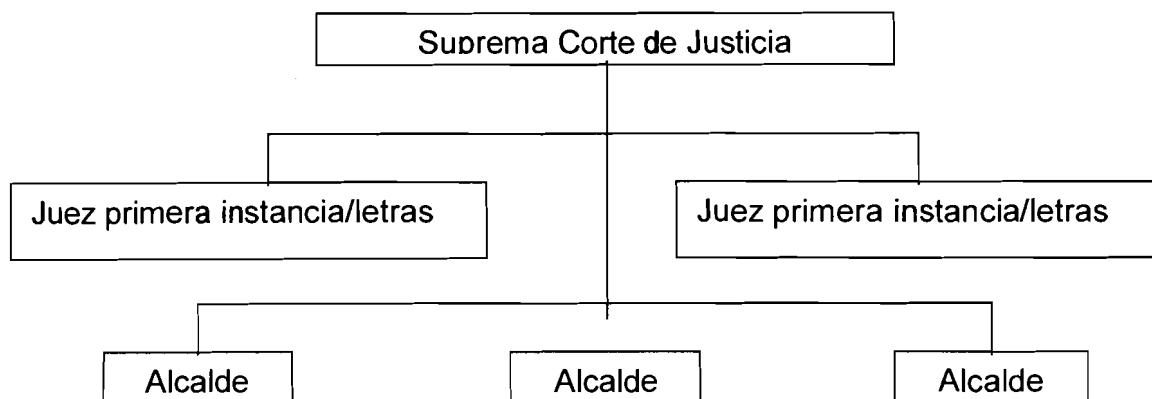 Suprema Corte de Justicia
Juez primera instancia/letras
Juez primera instancia/letras
Alcalde
Alcalde
Alcalde